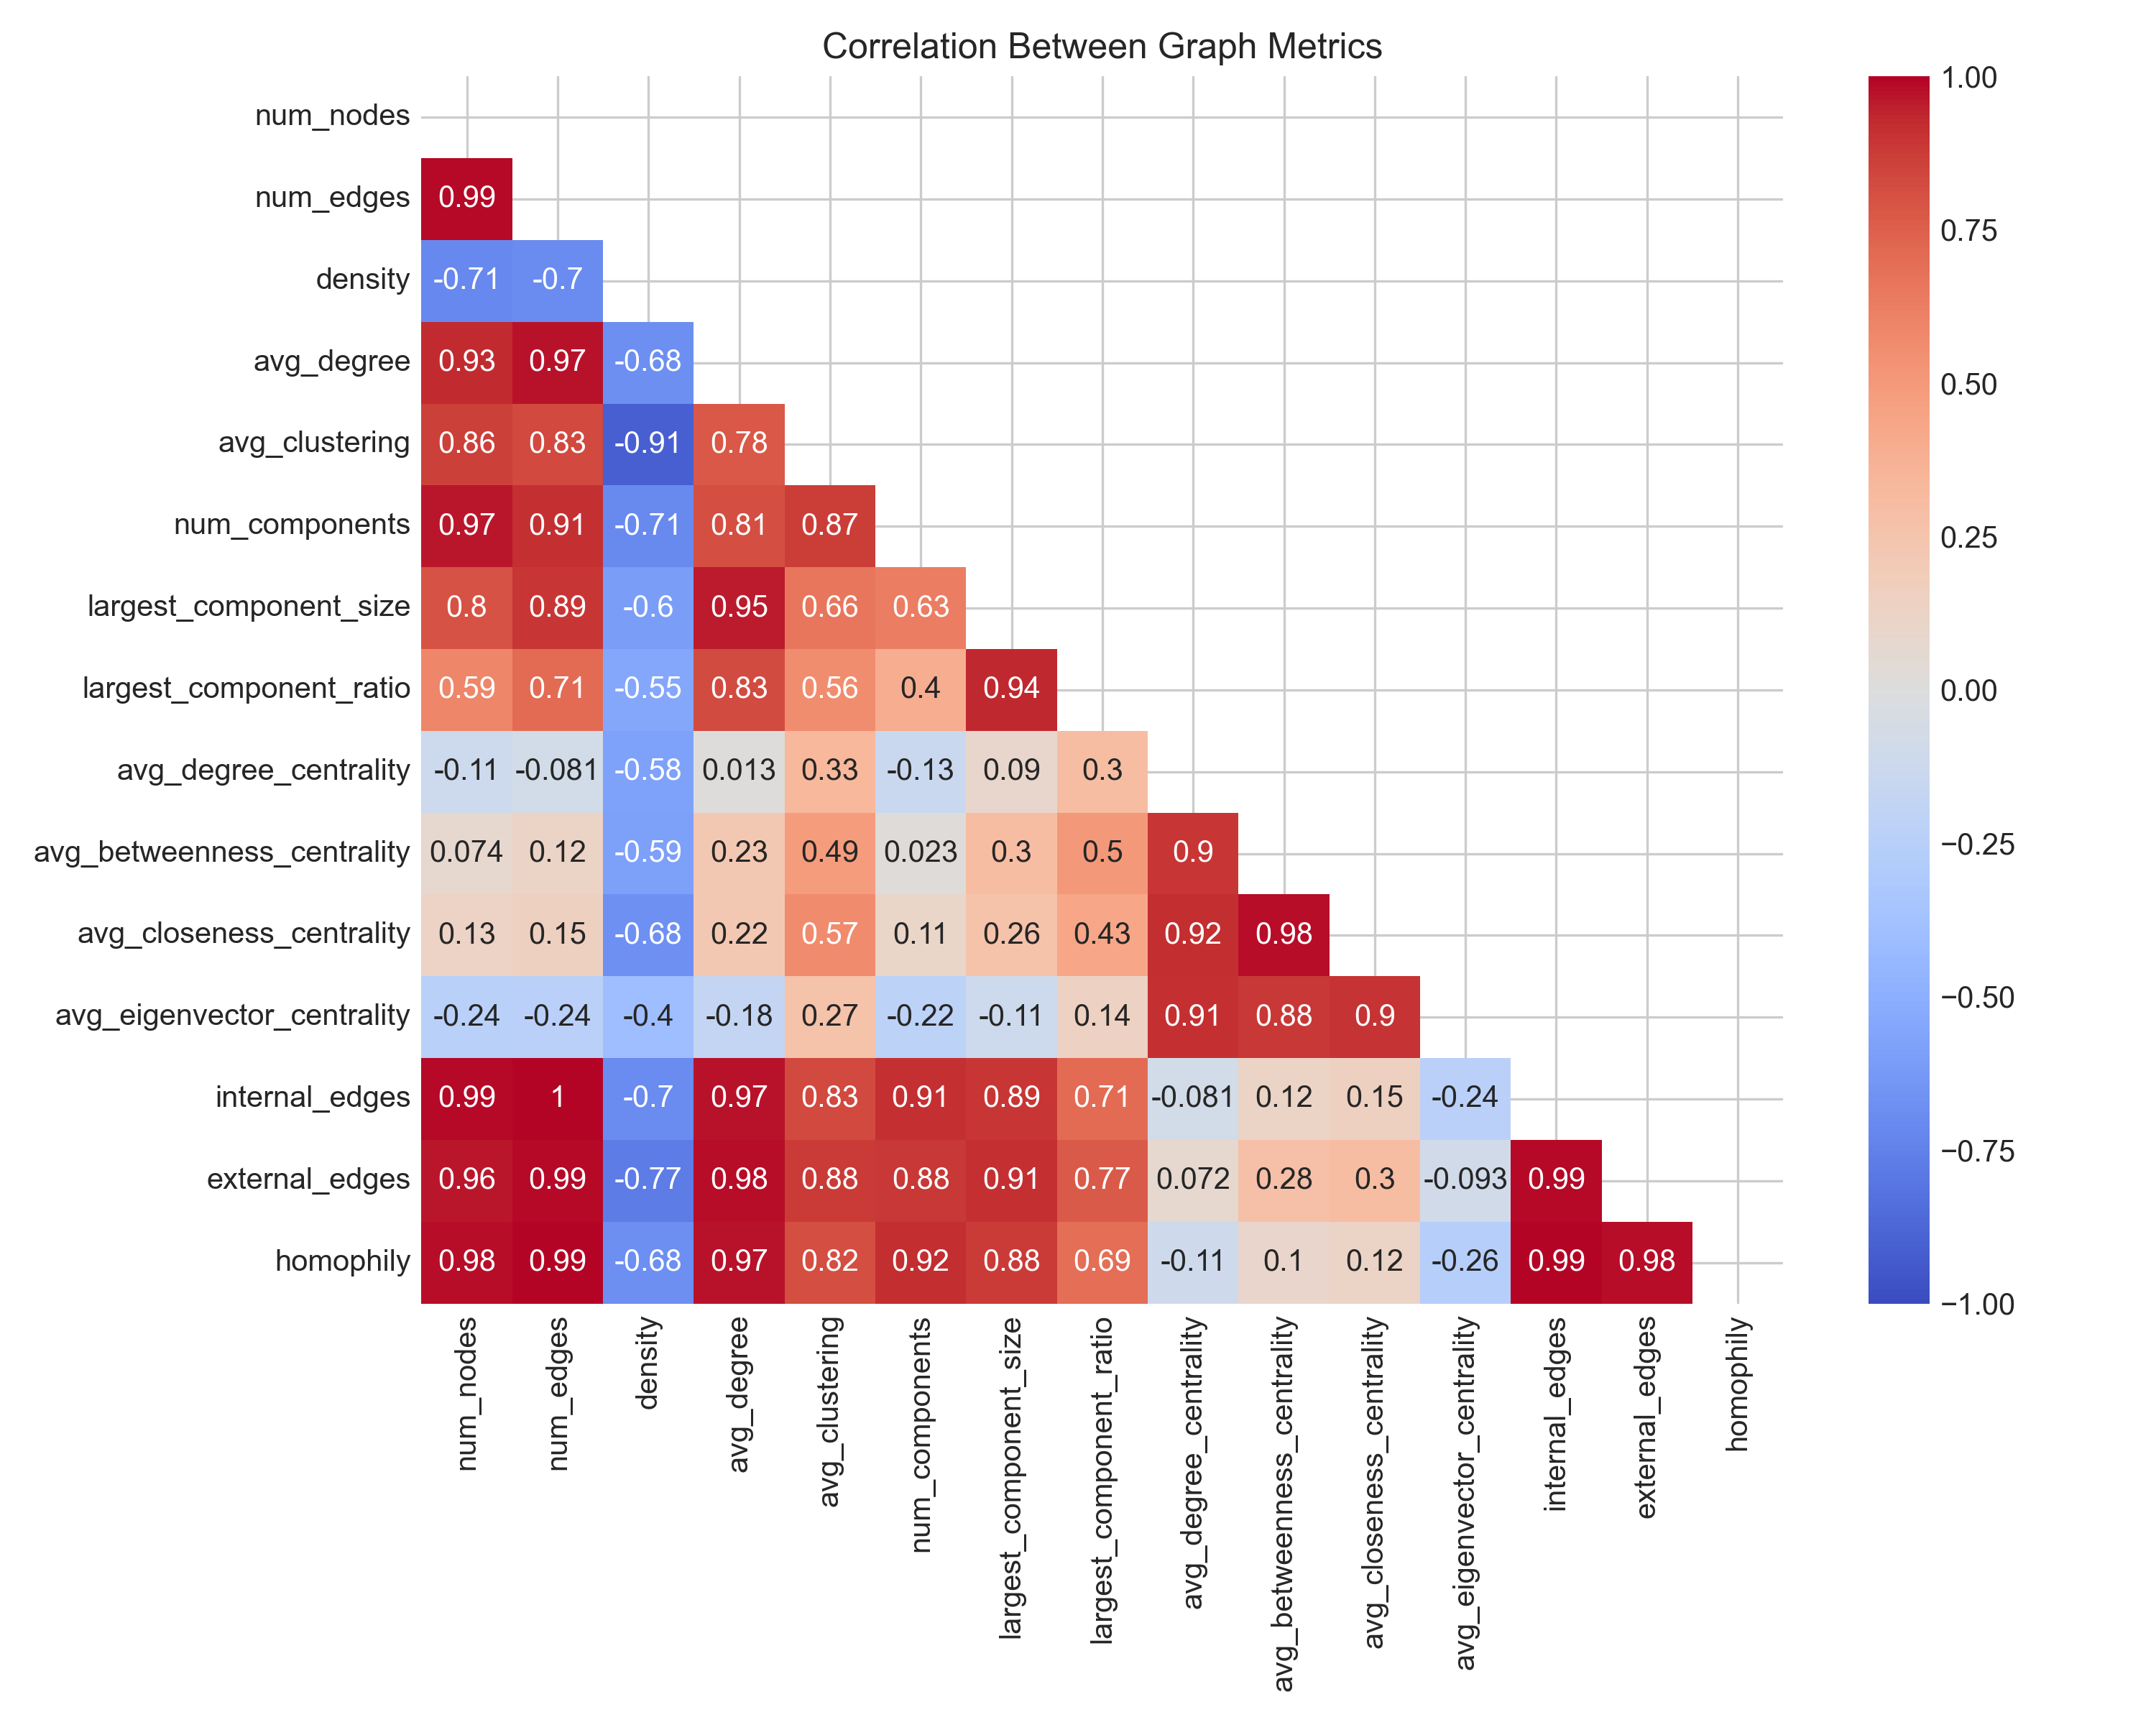 Correlation Between Graph Metrics
num_nodes
num_edges 0.99
density -0.71 -0.7
avg_degree 0.93 0.97 -0.68
avg_clustering 0.86 0.83 -0.91 0.78
num_components 0.97 0.91 -0.71 0.81 0.87
largest_component_size 0.8 0.89 -0.6 0.95 0.66 0.63
largest_component_ratio 0.59 0.71 -0.55 0.83 0.56 0.4 0.94
avg_degree_centrality -0.11 -0.081 -0.58 0.013 0.33 -0.13 0.09 0.3
avg_betweenness_centrality 0.074 0.12 -0.59 0.23 0.49 0.023 0.3 0.5 0.9
avg_closeness_centrality 0.13 0.15 -0.68 0.22 0.57 0.11 0.26 0.43 0.92 0.98
avg_eigenvector_centrality -0.24 -0.24 -0.4 -0.18 0.27 -0.22 -0.11 0.14 0.91 0.88 0.9
internal_edges 0.99 1 -0.7 0.97 0.83 0.91 0.89 0.71 -0.081 0.12 0.15 -0.24
external_edges 0.96 0.99 -0.77 0.98 0.88 0.88 0.91 0.77 0.072 0.28 0.3 -0.093 0.99
homophily 0.98 0.99 -0.68 0.97 0.82 0.92 0.88 0.69 -0.11 0.1 0.12 -0.26 0.99 0.98
num_nodes
num_edges
density
avg_degree
avg_clustering
num_components
largest_component_size
largest_component_ratio
avg_degree_centrality
avg_betweenness_centrality
avg_closeness_centrality
avg_eigenvector_centrality
internal_edges
external_edges
homophily
1.00
0.75
0.50
0.25
0.00
−0.25
−0.50
−0.75
−1.00